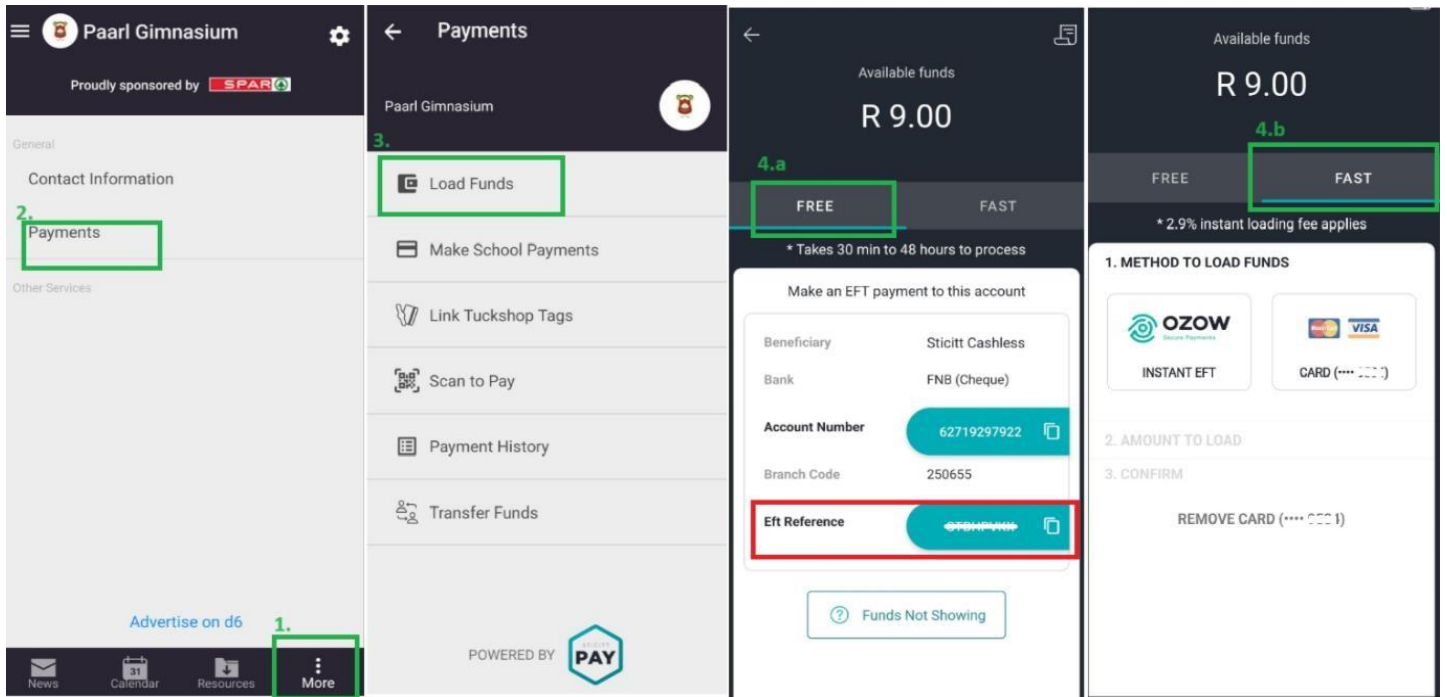 Paarl Gimnasium
Proudly sponsored by SPAR
General
Contact Information
2.
Payments
Other Services
Advertise on d6
1.
News
31
Calendar
Resources
More
Payments
Paarl Gimnasium
3.
Load Funds
Make School Payments
Link Tuckshop Tags
Scan to Pay
Payment History
Transfer Funds
POWERED BY
PAY
Available funds
R 9.00
4.a
FREE FAST
* Takes 30 min to 48 hours to process
Make an EFT payment to this account
Beneficiary Sticitt Cashless
Bank FNB (Cheque)
Account Number 62719297922
Branch Code 250655
Eft Reference
? Funds Not Showing
Available funds
R 9.00
4.b
FREE FAST
* 2.9% instant loading fee applies
1. METHOD TO LOAD FUNDS
OZOW
Secure Payments
VISA
INSTANT EFT CARD (••••
2. AMOUNT TO LOAD
3. CONFIRM
REMOVE CARD (••••